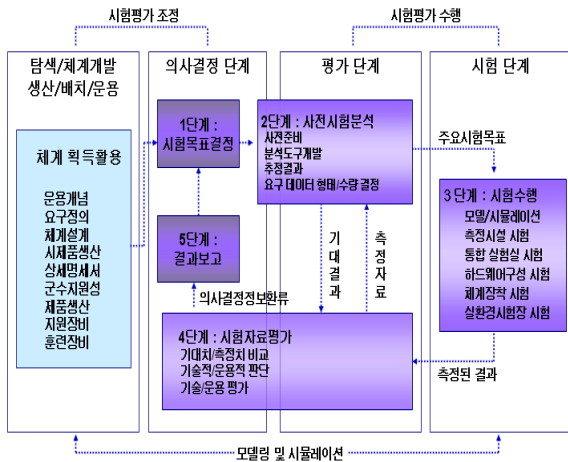 시험평가 조정
시험평가 수행
탐색/체계개발
생산/배치/운용
의사결정 단계
평가 단계
시험 단계
체계 획득활용
운용개념
요구정의
체계설계
시제품생산
상세명세서
군수지원성
제품생산
지원장비
훈련장비
1단계 :
시험목표결정
5단계 :
결과보고
의사결정정보환류
2단계 : 사전시험분석
사전준비
분석도구개발
추정결과
요구 데이터 형태/수량 결정
기대결과
측정자료
4단계 : 시험자료평가
기대치/측정치 비교
기술적/운용적 판단
기술/운용 평가
주요시험목표
3 단계 : 시험수행
모델/시뮬레이션
측정시설 시험
통합 실험실 시험
하드웨어구성 시험
체계장착 시험
실환경시험장 시험
측정된 결과
모델링 및 시뮬레이션